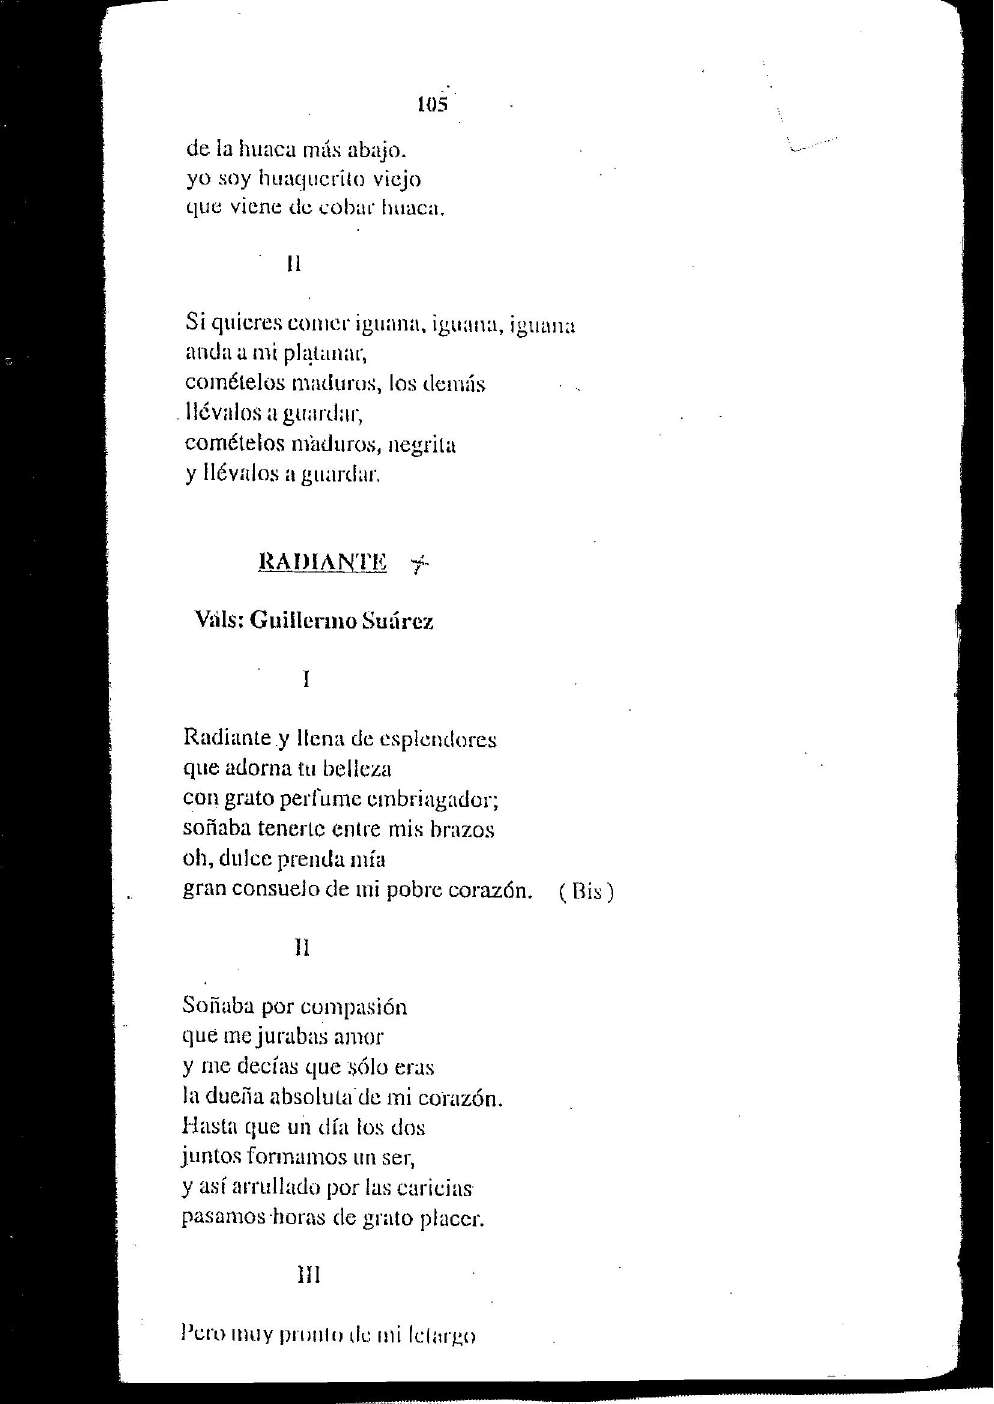 105
de la huaca más abajo.
yo soy huaquerito viejo
que viene de cobar huaca.
II
Si quieres comer iguana, iguana, iguana
anda a mi platanar,
comételos maduros, los demás
llévalos a guardar,
comételos maduros, negrita
y llévalos a guardar.
RADIANTE
Vals: Guillermo Suárez
I
Radiante y llena de esplendores
que adorna tu belleza
con grato perfume embriagador;
soñaba tenerte entre mis brazos
oh, dulce prenda mía
gran consuelo de mi pobre corazón. (Bis)
II
Soñaba por compasión
que me jurabas amor
y me decías que sólo eras
la dueña absoluta de mi corazón.
Hasta que un día los dos
juntos formamos un ser,
y así arrullado por las caricias
pasamos horas de grato placer.
III
Pero muy pronto de mi letargo